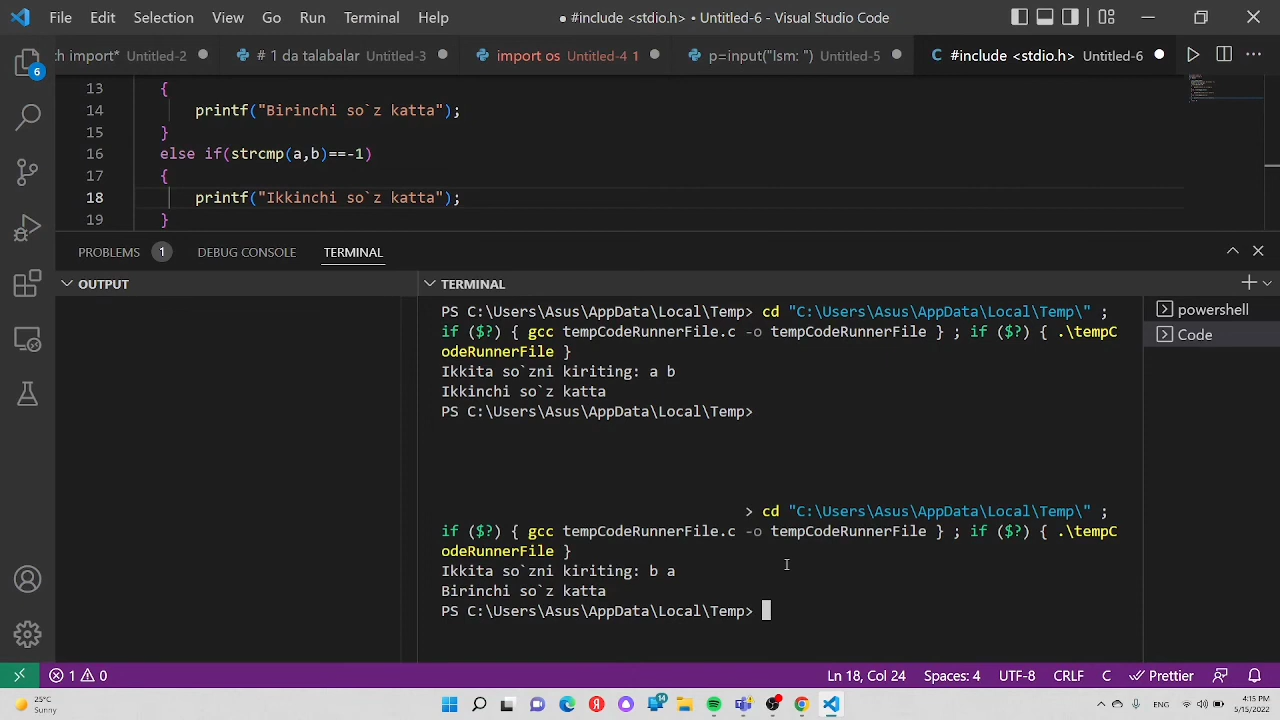 File Edit Selection View Go Run Terminal Help ● #include <stdio.h> • Untitled-6 - Visual Studio Code
6
ch import* Untitled-2 # 1 da talabalar Untitled-3 import os Untitled-4 1 p=input("Ism: ") Untitled-5 C #include <stdio.h> Untitled-6
13 {
14 printf("Birinchi so`z katta");
15 }
16 else if(strcmp(a,b)==-1)
17 {
18 printf("Ikkinchi so`z katta");
19 }
PROBLEMS 1 DEBUG CONSOLE TERMINAL
OUTPUT
TERMINAL
PS C:\Users\Asus\AppData\Local\Temp> cd "C:\Users\Asus\AppData\Local\Temp\" ;
if ($?) { gcc tempCodeRunnerFile.c -o tempCodeRunnerFile } ; if ($?) { .\tempC
odeRunnerFile }
Ikkita so`zni kiriting: a b
Ikkinchi so`z katta
PS C:\Users\Asus\AppData\Local\Temp>
> cd "C:\Users\Asus\AppData\Local\Temp\" ;
if ($?) { gcc tempCodeRunnerFile.c -o tempCodeRunnerFile } ; if ($?) { .\tempC
odeRunnerFile }
Ikkita so`zni kiriting: b a
Birinchi so`z katta
PS C:\Users\Asus\AppData\Local\Temp>
powershell
Code
1 0 Ln 18, Col 24 Spaces: 4 UTF-8 CRLF C Prettier
25°C
Sunny
14
ENG
4:15 PM
5/15/2022